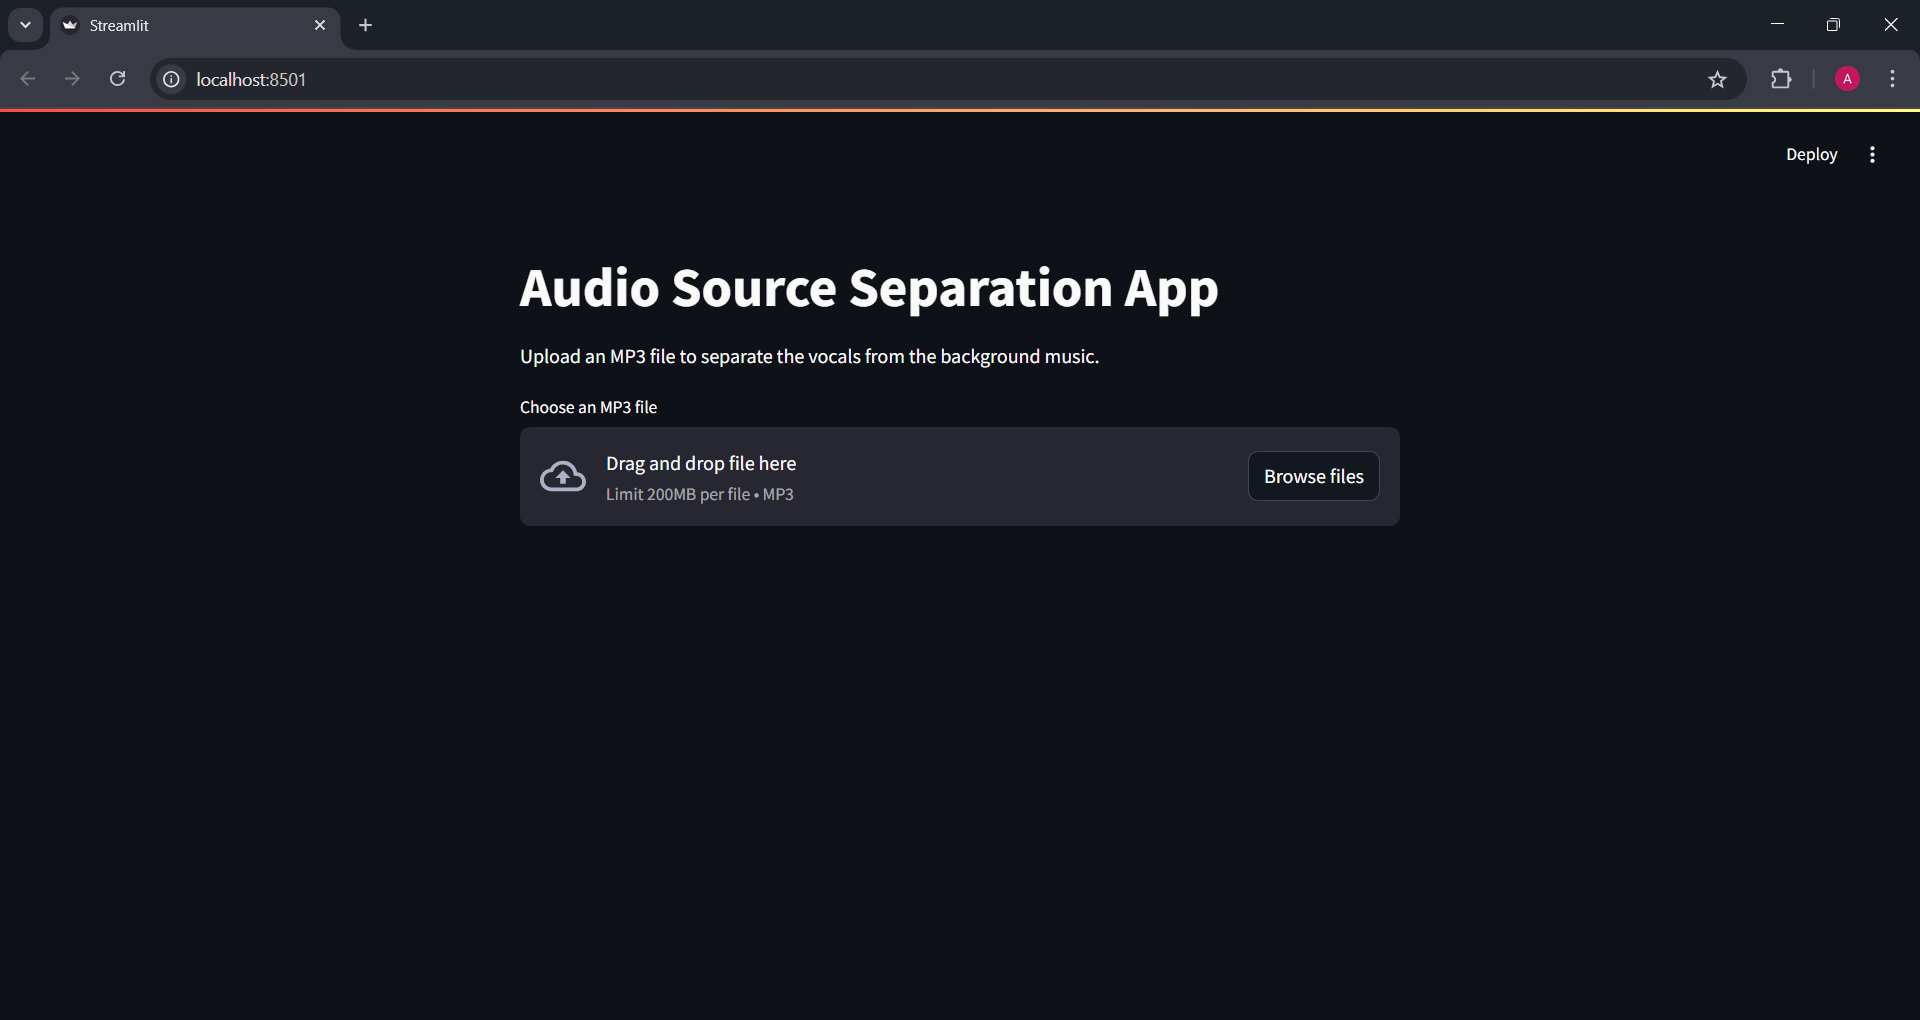 Streamlit
localhost:8501
A
Deploy
Audio Source Separation App
Upload an MP3 file to separate the vocals from the background music.
Choose an MP3 file
Drag and drop file here
Limit 200MB per file • MP3
Browse files